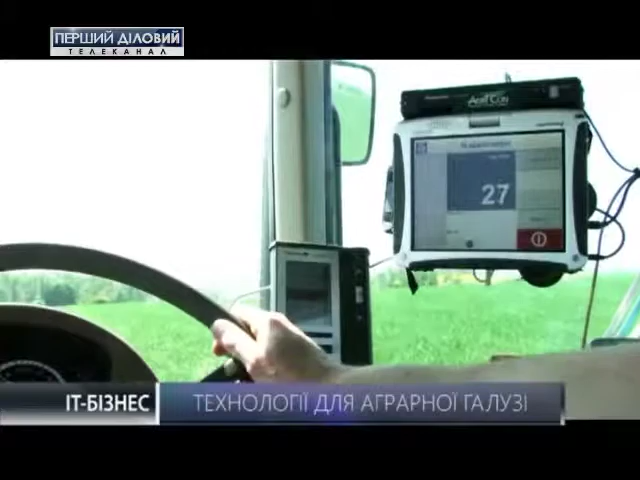 ПЕРШИЙ ДІЛОВИЙ
ТЕЛЕКАНАЛ
27
ІТ-БІЗНЕС
ТЕХНОЛОГІЇ ДЛЯ АГРАРНОЇ ГАЛУЗІ